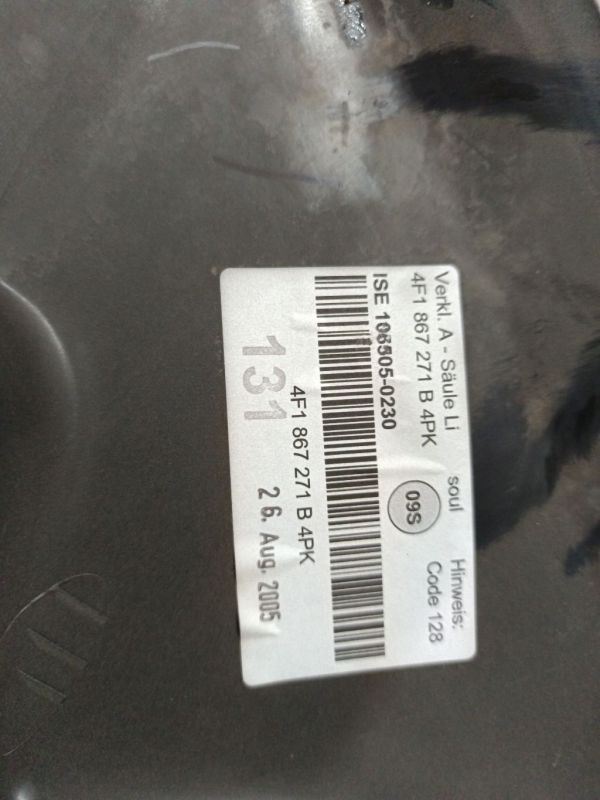 Verkl. A - Säule Li soul Hinweis:
4F1 867 271 B 4PK Code 128
09S
ISE 106505-0230
4F1 867 271 B 4PK
131 26. Aug. 2005